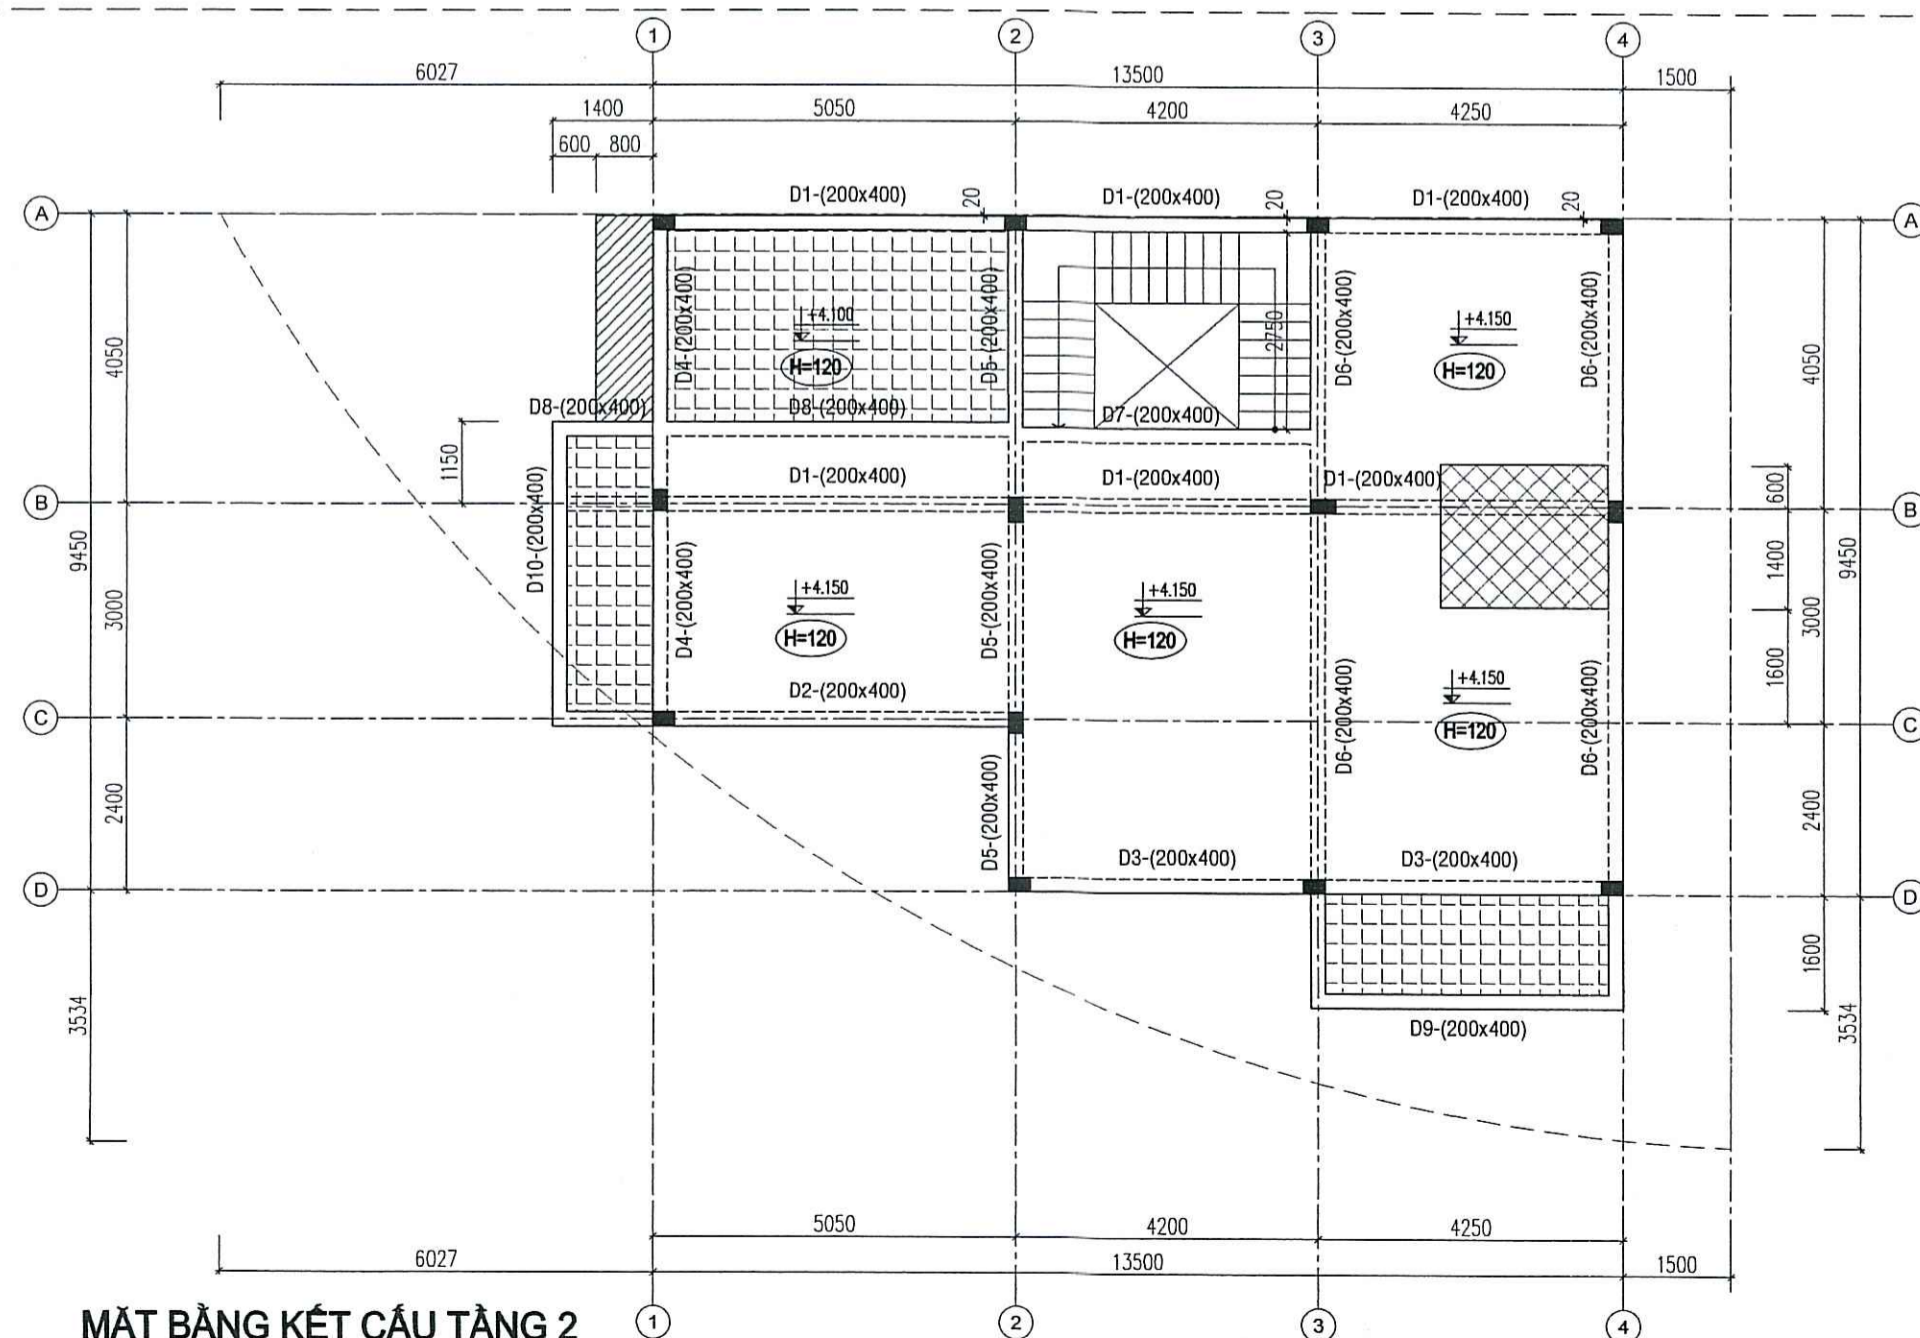 1
2
3
4
6027
13500
1500
1400
5050
4200
4250
600
800
D1-(200x400)
20
D1-(200x400)
20
D1-(200x400)
20
A
A
D4-(200x400)
D5-(200x400)
2750
D6-(200x400)
D6-(200x400)
+4.100
+4.150
H=120
H=120
4050
4050
D8-(200x400)
D8-(200x400)
D7-(200x400)
1150
D1-(200x400)
D1-(200x400)
D1-(200x400)
600
B
B
D10-(200x400)
9450
9450
1400
D4-(200x400)
D5-(200x400)
+4.150
+4.150
H=120
H=120
3000
3000
1600
D2-(200x400)
D6-(200x400)
D6-(200x400)
+4.150
H=120
C
C
2400
2400
D5-(200x400)
D3-(200x400)
D3-(200x400)
D
D
1600
3534
3534
D9-(200x400)
5050
4200
4250
6027
13500
1500
MẶT BẰNG KẾT CẤU TẦNG 2
1
2
3
4